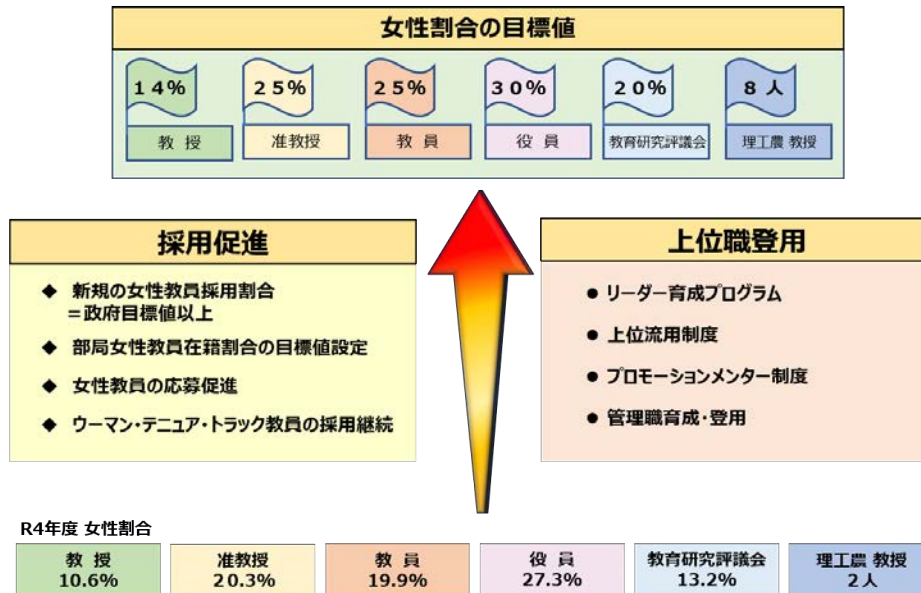 女性割合の目標値
14%
25%
25%
30%
20%
8 人
教 授
准教授
教 員
役 員
教育研究評議会
理工農 教授
採用促進
◆ 新規の女性教員採用割合
＝政府目標値以上
◆ 部局女性教員在籍割合の目標値設定
◆ 女性教員の応募促進
◆ ウーマン・テニュア・トラック教員の採用継続
上位職登用
● リーダー育成プログラム
● 上位流用制度
● プロモーションメンター制度
● 管理職育成・登用
R4年度 女性割合
教 授
10.6%
准教授
20.3%
教 員
19.9%
役 員
27.3%
教育研究評議会
13.2%
理工農 教授
2人